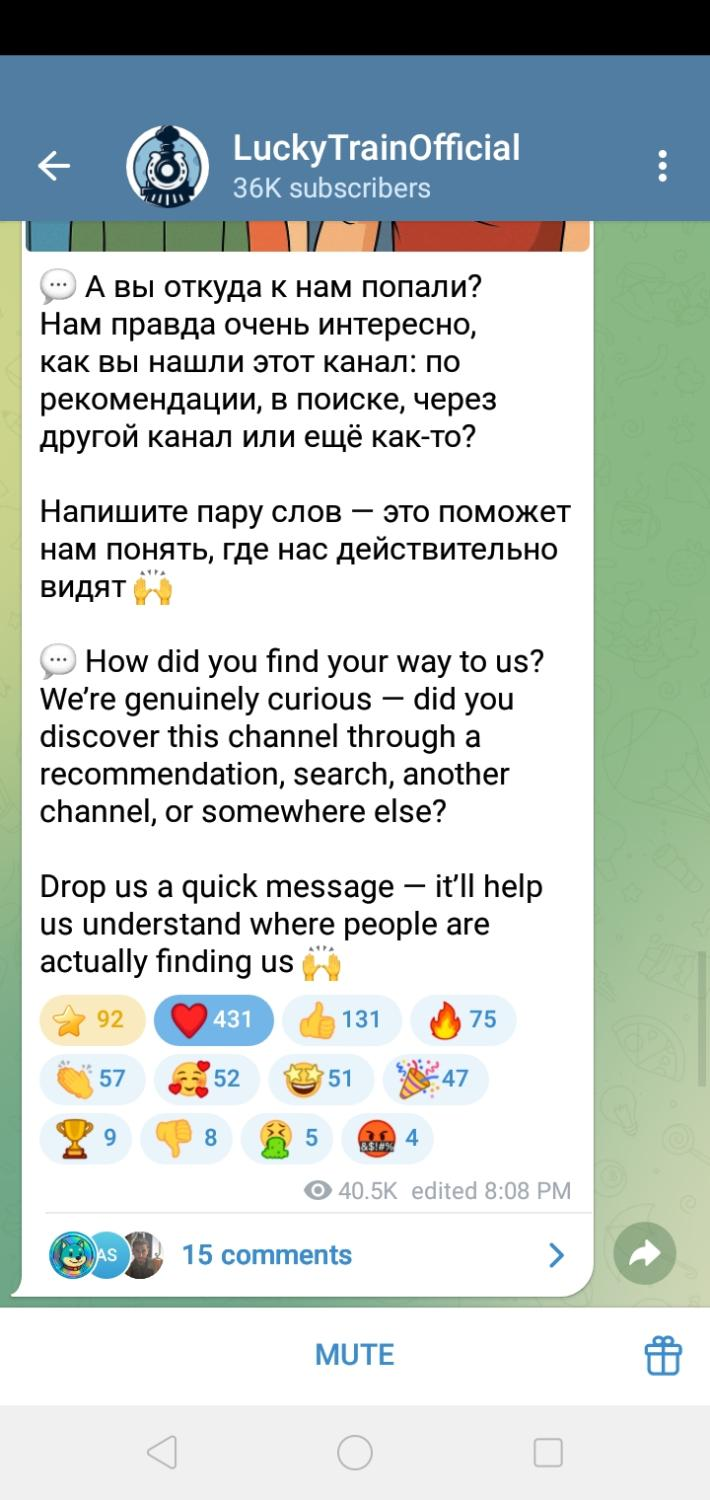 LuckyTrainOfficial
36K subscribers
💬 А вы откуда к нам попали?
Нам правда очень интересно,
как вы нашли этот канал: по
рекомендации, в поиске, через
другой канал или ещё как-то?
Напишите пару слов — это поможет
нам понять, где нас действительно
видят 🙌
💬 How did you find your way to us?
We’re genuinely curious — did you
discover this channel through a
recommendation, search, another
channel, or somewhere else?
Drop us a quick message — it’ll help
us understand where people are
actually finding us 🙌
⭐ 92 ❤️ 431 👍 131 🔥 75
👏 57 🥰 52 🤩 51 🎉 47
🏆 9 👎 8 🤮 5 🤬 4
40.5K edited 8:08 PM
AS 15 comments
MUTE